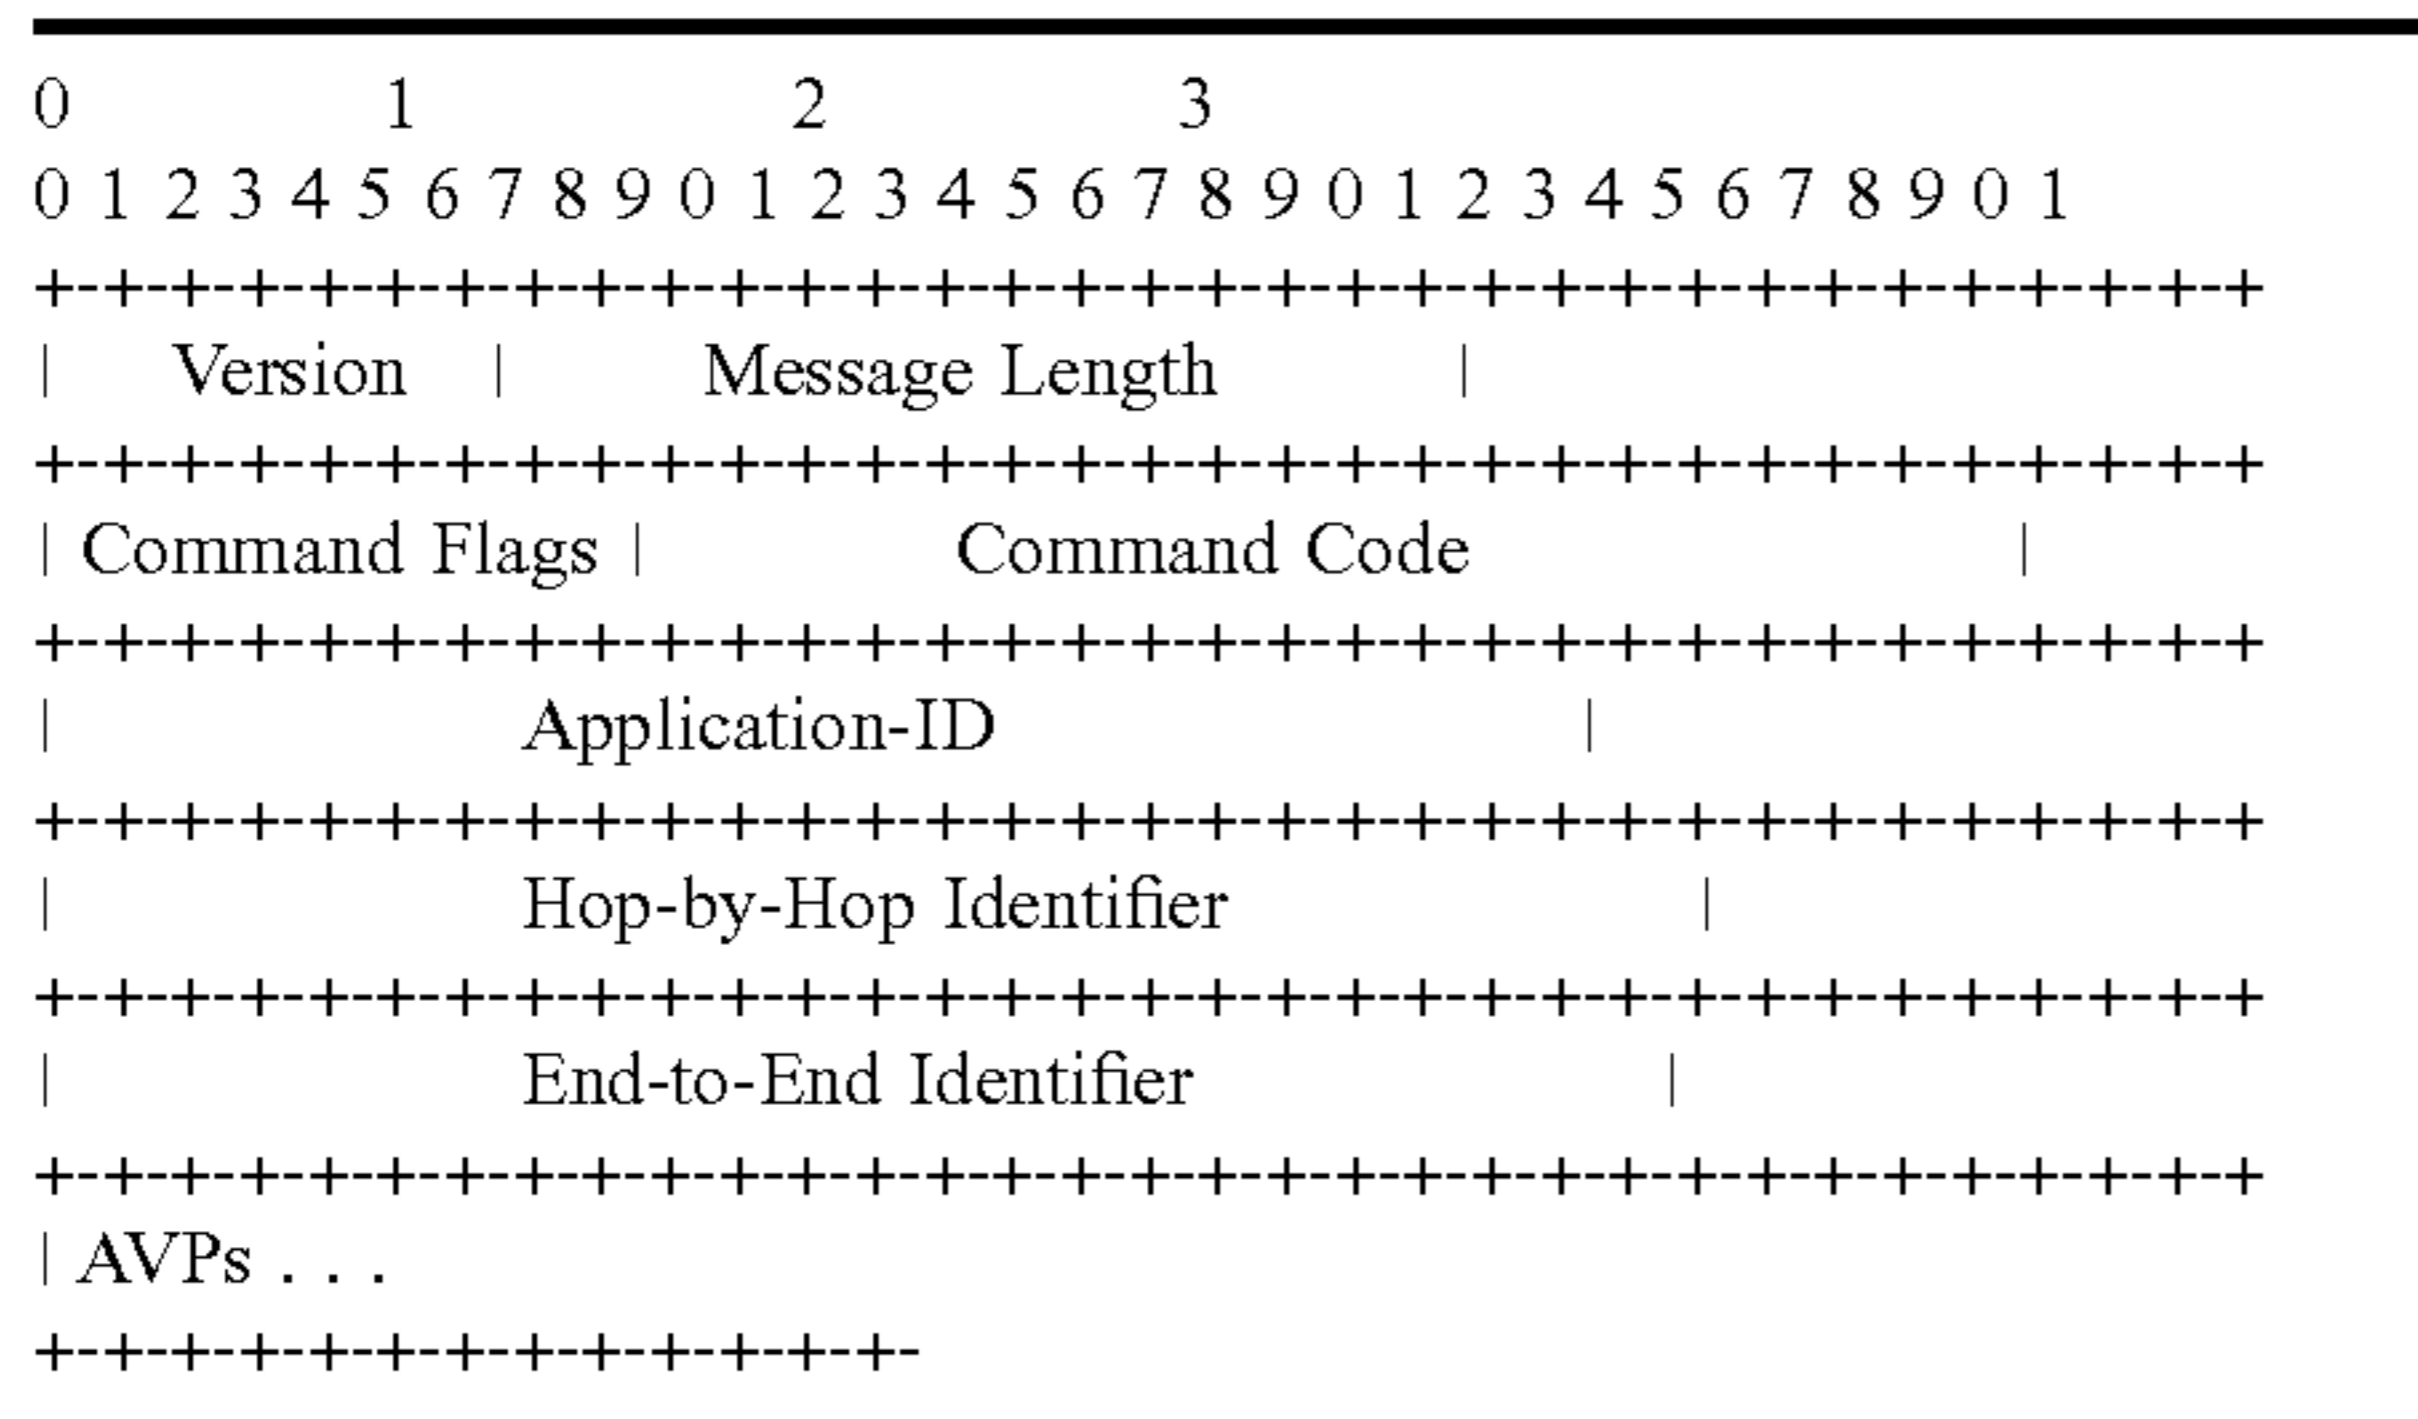 0 1 2 3
0 1 2 3 4 5 6 7 8 9 0 1 2 3 4 5 6 7 8 9 0 1 2 3 4 5 6 7 8 9 0 1
+-+-+-+-+-+-+-+-+-+-+-+-+-+-+-+-+-+-+-+-+-+-+-+-+-+-+-+-+-+-+-+-+
| Version | Message Length |
+-+-+-+-+-+-+-+-+-+-+-+-+-+-+-+-+-+-+-+-+-+-+-+-+-+-+-+-+-+-+-+-+
| Command Flags | Command Code |
+-+-+-+-+-+-+-+-+-+-+-+-+-+-+-+-+-+-+-+-+-+-+-+-+-+-+-+-+-+-+-+-+
| Application-ID |
+-+-+-+-+-+-+-+-+-+-+-+-+-+-+-+-+-+-+-+-+-+-+-+-+-+-+-+-+-+-+-+-+
| Hop-by-Hop Identifier |
+-+-+-+-+-+-+-+-+-+-+-+-+-+-+-+-+-+-+-+-+-+-+-+-+-+-+-+-+-+-+-+-+
| End-to-End Identifier |
+-+-+-+-+-+-+-+-+-+-+-+-+-+-+-+-+-+-+-+-+-+-+-+-+-+-+-+-+-+-+-+-+
| AVPs . . .
+-+-+-+-+-+-+-+-+-+-+-+-+-